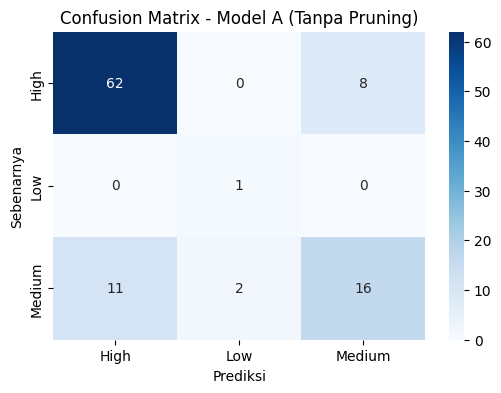 Confusion Matrix - Model A (Tanpa Pruning)
High
62 0 8
Low
0 1 0
Medium
11 2 16
Sebenarnya
High Low Medium
Prediksi
60
50
40
30
20
10
0